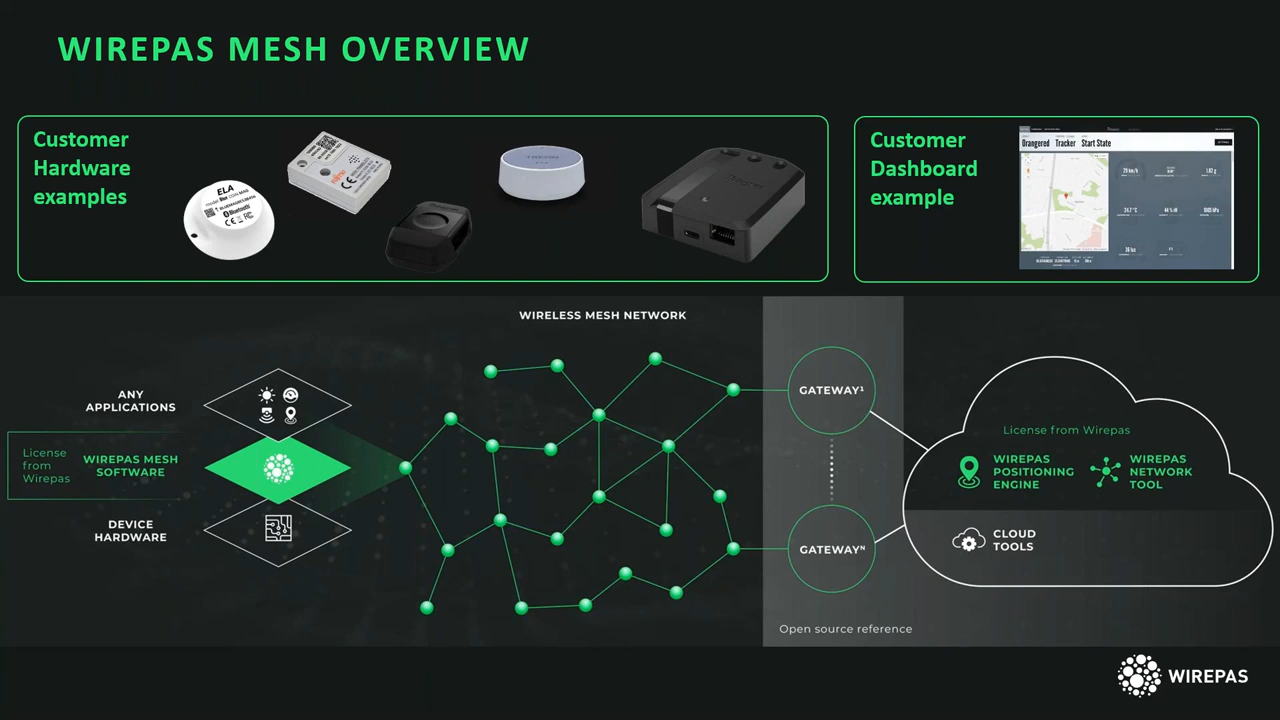 WIREPAS MESH OVERVIEW
Customer
Hardware
examples
ELA
Bluetooth
Customer
Dashboard
example
Orangered Tracker Start State
WIRELESS MESH NETWORK
ANY
APPLICATIONS
License
from
Wirepas
WIREPAS MESH
SOFTWARE
DEVICE
HARDWARE
GATEWAY¹
GATEWAYᴺ
Open source reference
License from Wirepas
WIREPAS
POSITIONING
ENGINE
WIREPAS
NETWORK
TOOL
CLOUD
TOOLS
WIREPAS